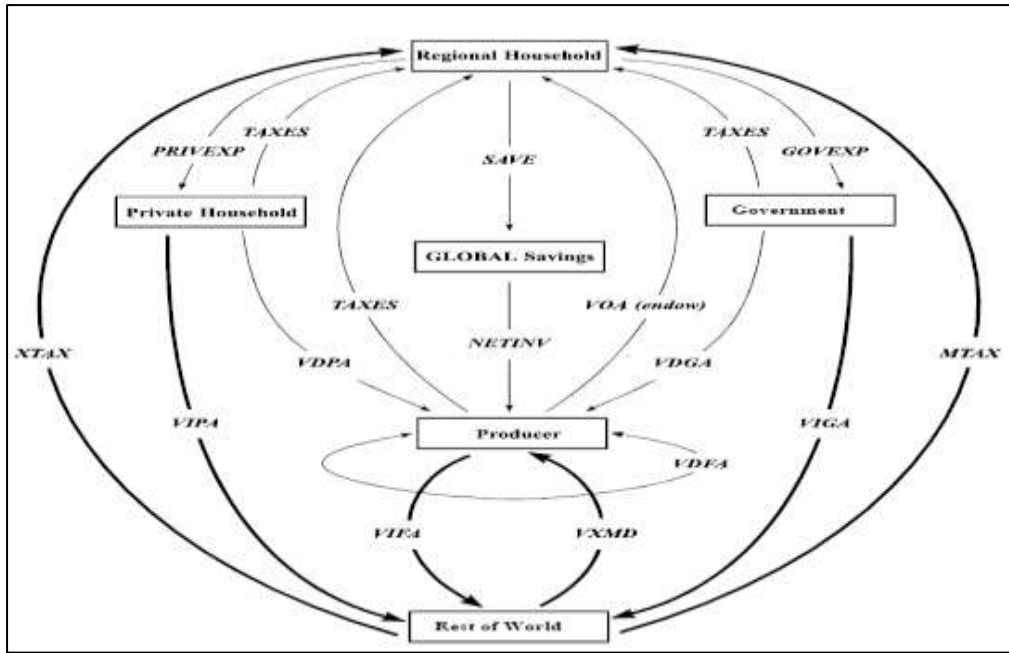 Regional Household
TAXES
TAXES
PRIVEXP
GOVEXP
SAVE
Private Household
Government
GLOBAL Savings
TAXES
VOA (endow)
NETINV
XTAX
VDPA
VDGA
MTAX
VIPA
VIGA
Producer
VDFA
VIFA
VXMD
Rest of World